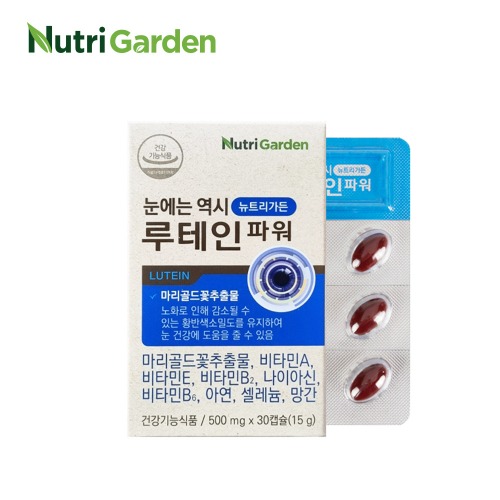 Nutri Garden
건강
기능식품
Nutri Garden
눈에는 역시 뉴트리가든
루테인 파워
LUTEIN
✓ 마리골드꽃추출물
노화로 인해 감소될 수
있는 황반색소밀도를 유지하여
눈 건강에 도움을 줄 수 있음
마리골드꽃추출물, 비타민A,
비타민E, 비타민B₂, 나이아신,
비타민B₆, 아연, 셀레늄, 망간
건강기능식품 / 500 mg x 30캡슐(15 g)
시 뉴트리가든
인 파워